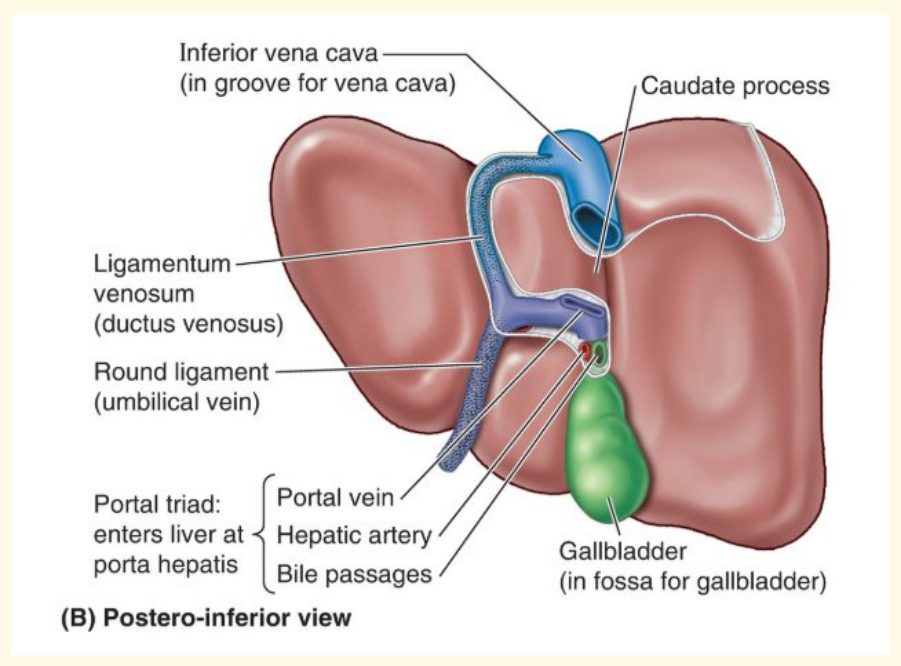 Inferior vena cava
(in groove for vena cava)
Caudate process
Ligamentum
venosum
(ductus venosus)
Round ligament
(umbilical vein)
Portal triad:
enters liver at
porta hepatis
Portal vein
Hepatic artery
Bile passages
Gallbladder
(in fossa for gallbladder)
(B) Postero-inferior view